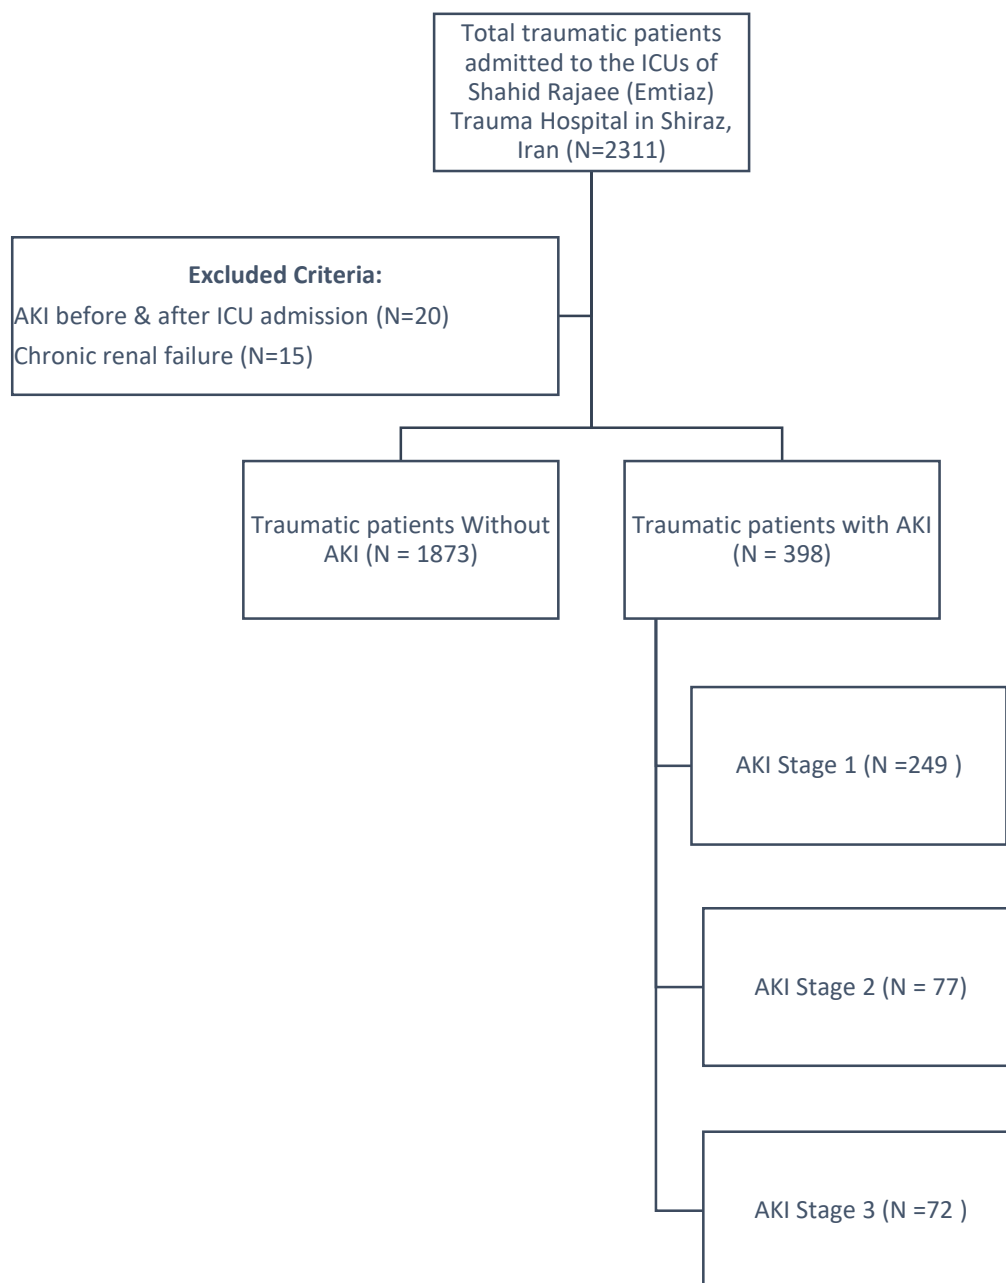 Total traumatic patients
admitted to the ICUs of
Shahid Rajaee (Emtiaz)
Trauma Hospital in Shiraz,
Iran (N=2311)
Excluded Criteria:
AKI before & after ICU admission (N=20)
Chronic renal failure (N=15)
Traumatic patients Without
AKI (N = 1873)
Traumatic patients with AKI
(N = 398)
AKI Stage 1 (N =249 )
AKI Stage 2 (N = 77)
AKI Stage 3 (N =72 )